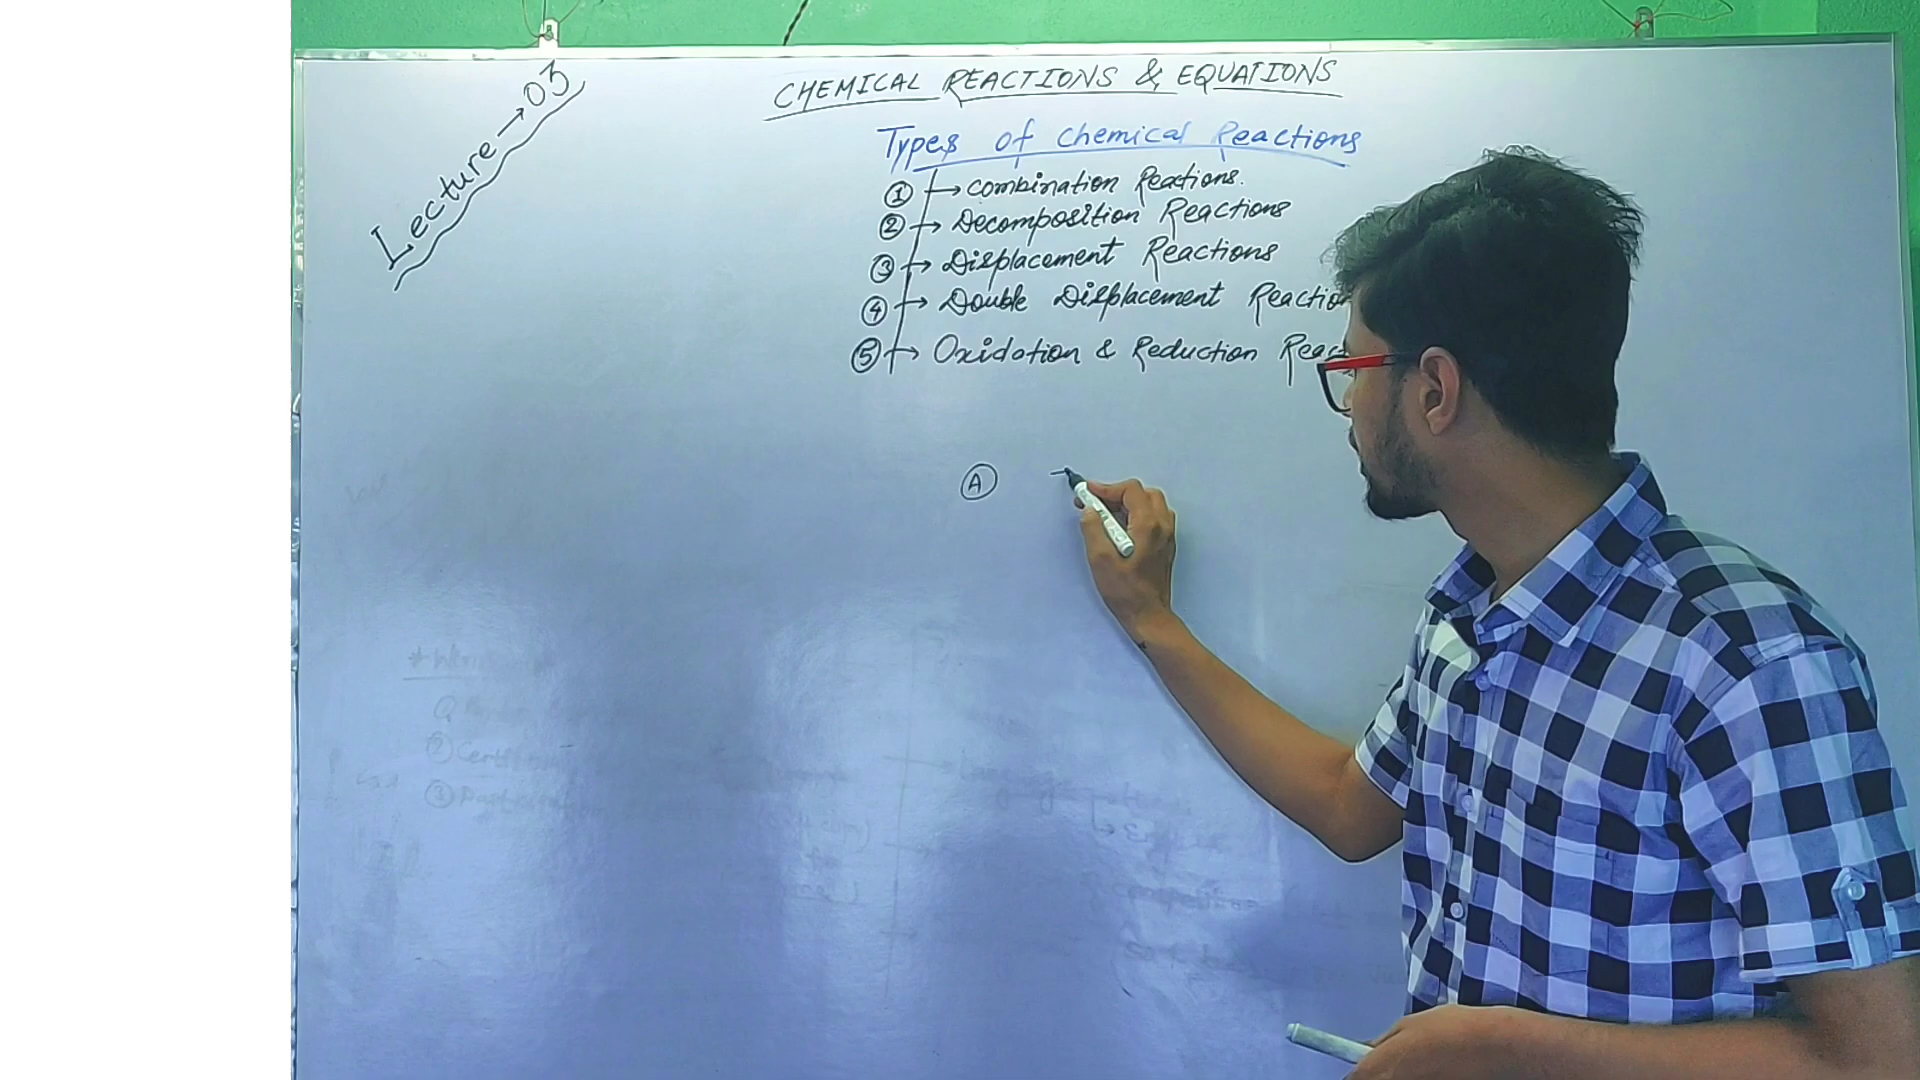 Lecture → 03
CHEMICAL REACTIONS & EQUATIONS
Types of Chemical Reactions
① → Combination Reactions.
② → Decomposition Reactions
③ → Displacement Reactions
④ → Double Displacement Reaction
⑤ → Oxidation & Reduction Reac
Ⓐ